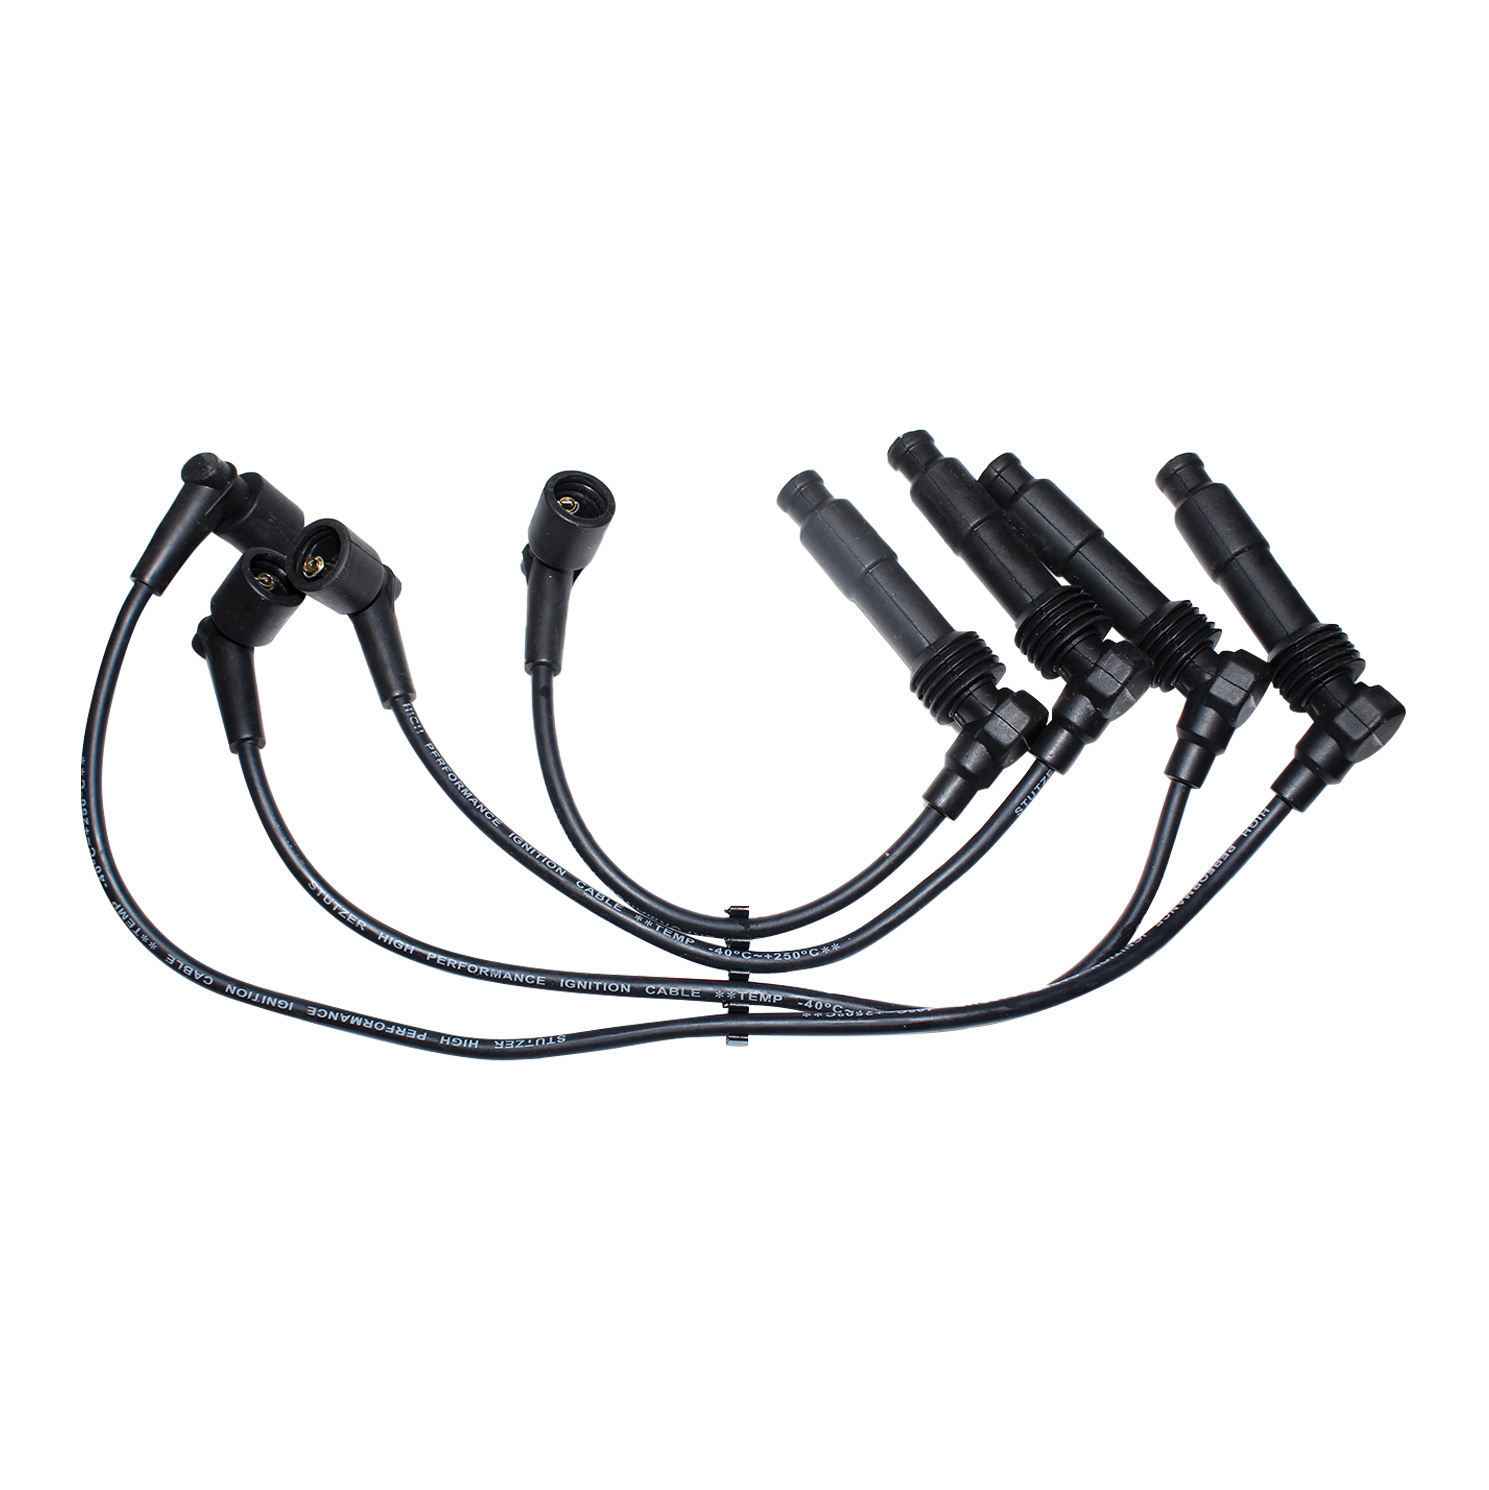 HIGH PERFORMANCE IGNITION CABLE **TEMP -40°C~+250°C**
STUTZE
STUTZER HIGH PERFORMANCE IGNITION CABLE **TEMP -40°C
STUTZER HIGH PERFORMANCE IGNITION CABLE **TEMP -40°C~+250°C**
HIGH PERFORMANCE